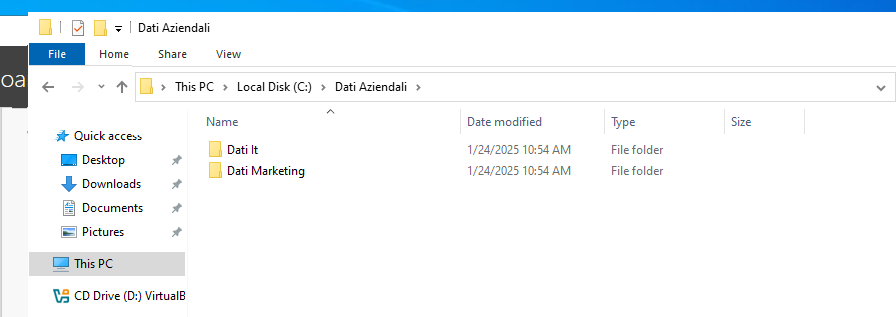 Dati Aziendali
File Home Share View
This PC Local Disk (C:) Dati Aziendali
oa
Name Date modified Type Size
Quick access
Dati It 1/24/2025 10:54 AM File folder
Desktop
Dati Marketing 1/24/2025 10:54 AM File folder
Downloads
Documents
Pictures
This PC
CD Drive (D:) VirtualB